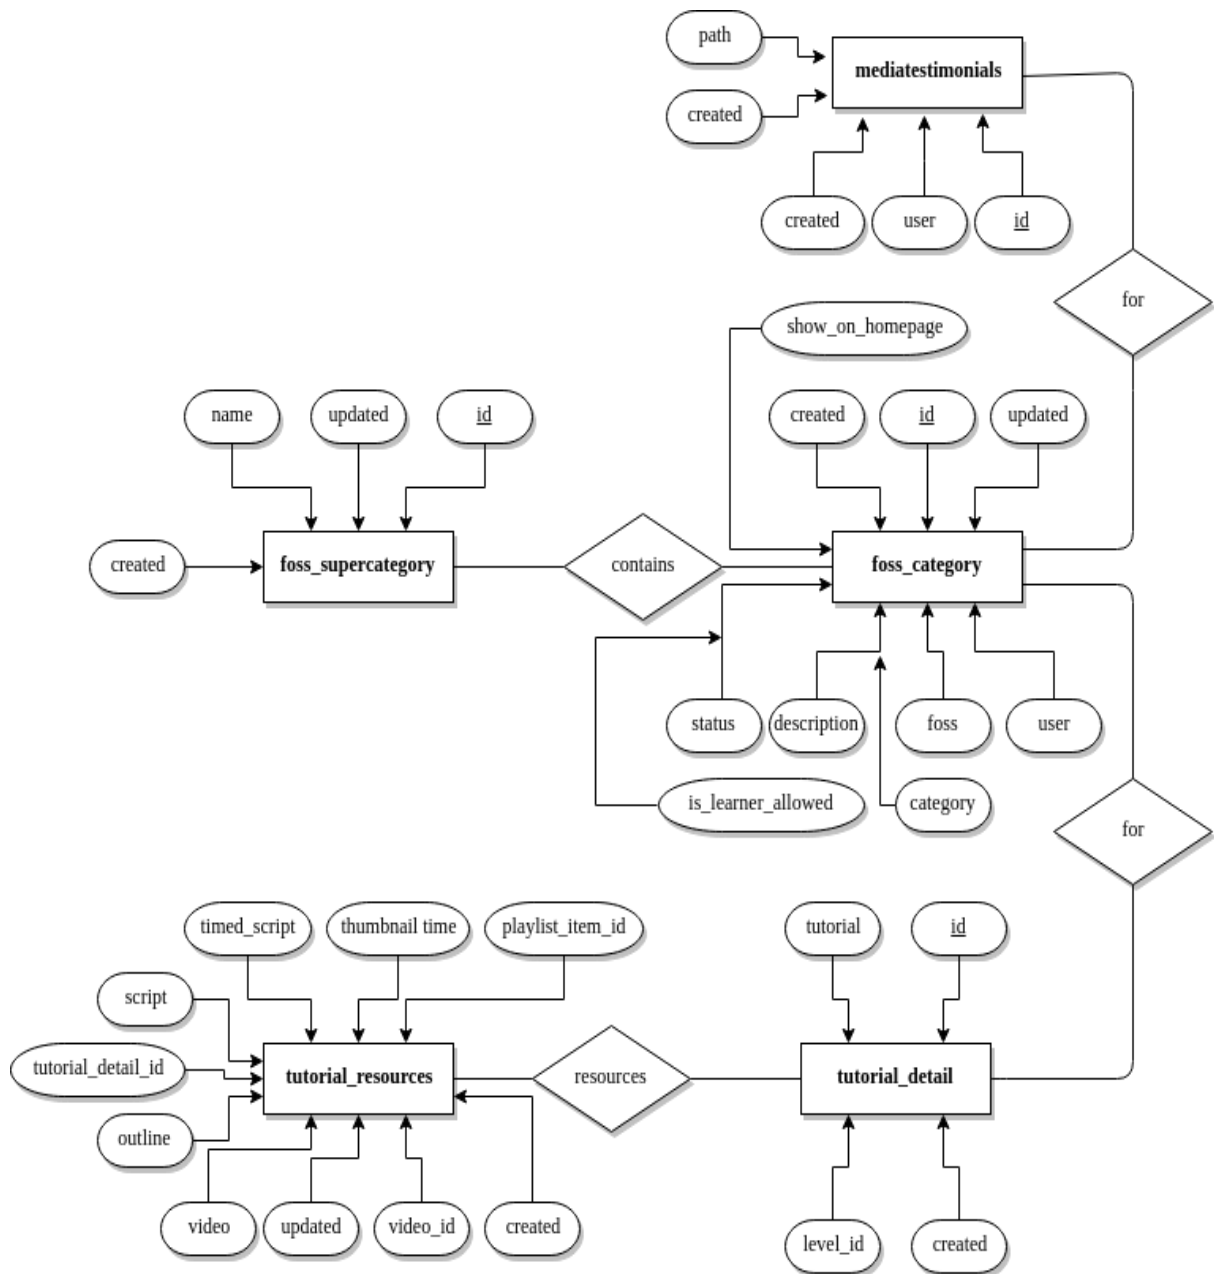 path
mediatestimonials
created
created
user
id
for
show_on_homepage
name
updated
id
created
id
updated
created
foss_supercategory
contains
foss_category
status
description
foss
user
is_learner_allowed
category
for
timed_script
thumbnail time
playlist_item_id
tutorial
id
script
tutorial_detail_id
tutorial_resources
resources
tutorial_detail
outline
video
updated
video_id
created
level_id
created